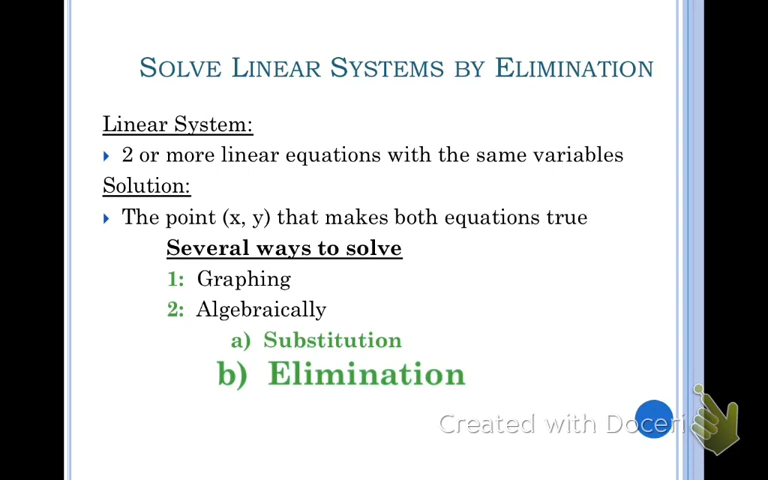 SOLVE LINEAR SYSTEMS BY ELIMINATION
Linear System:
2 or more linear equations with the same variables
Solution:
The point (x, y) that makes both equations true
Several ways to solve
1: Graphing
2: Algebraically
a) Substitution
b) Elimination
Created with Doceri